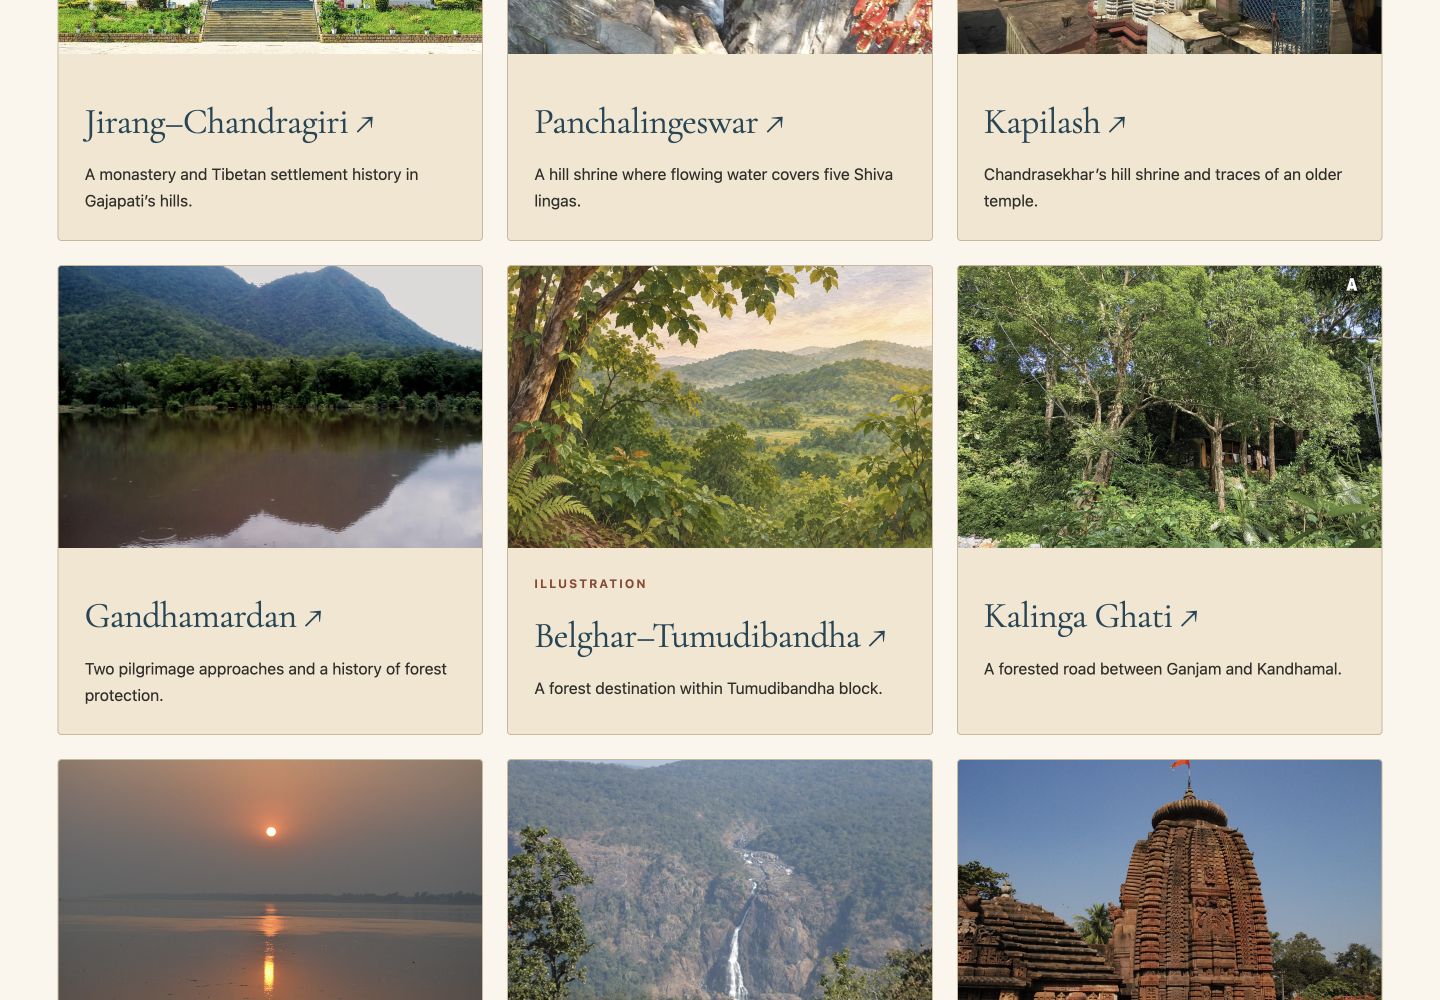 Jirang–Chandragiri ↗
A monastery and Tibetan settlement history in
Gajapati’s hills.
Panchalingeswar ↗
A hill shrine where flowing water covers five Shiva
lingas.
Kapilash ↗
Chandrasekhar’s hill shrine and traces of an older
temple.
A
Gandhamardan ↗
Two pilgrimage approaches and a history of forest
protection.
ILLUSTRATION
Belghar–Tumudibandha ↗
A forest destination within Tumudibandha block.
Kalinga Ghati ↗
A forested road between Ganjam and Kandhamal.